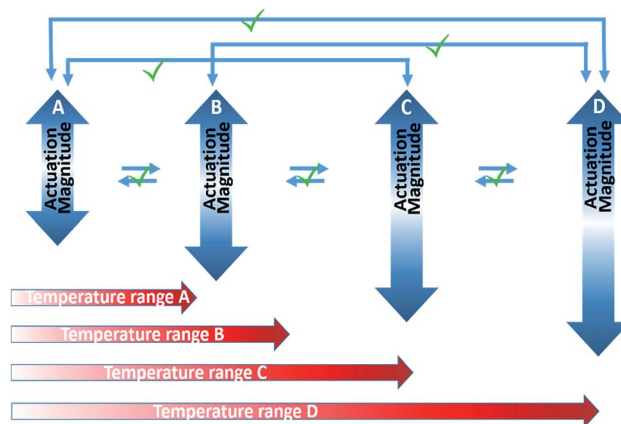 A
B
C
D
Actuation
Magnitude
Actuation
Magnitude
Actuation
Magnitude
Actuation
Magnitude
Temperature range A
Temperature range B
Temperature range C
Temperature range D